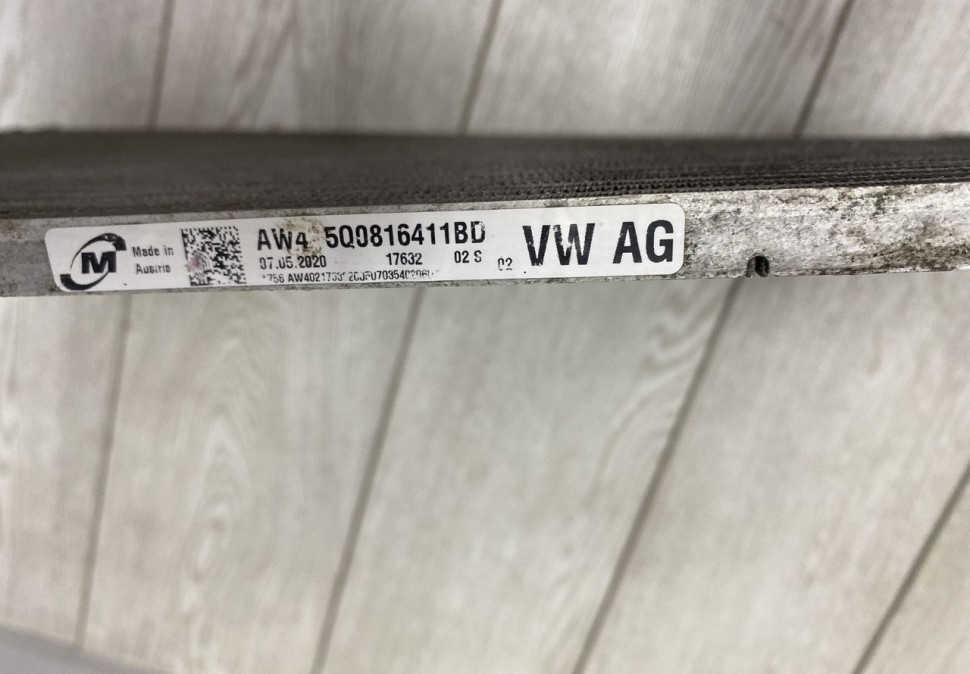 M
Made in
Austria
AW4 5Q0816411BD
07.05.2020 17632 02 S 02
VW AG